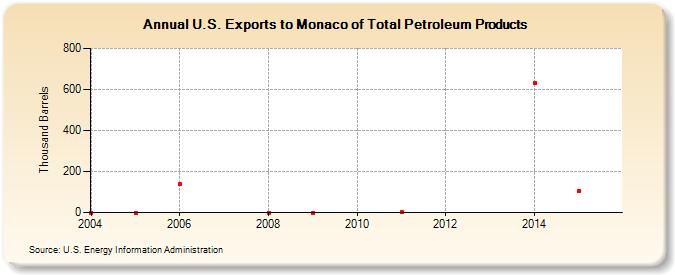 Annual U.S. Exports to Monaco of Total Petroleum Products
Thousand Barrels
800
600
400
200
0
2004 2006 2008 2010 2012 2014
Source: U.S. Energy Information Administration